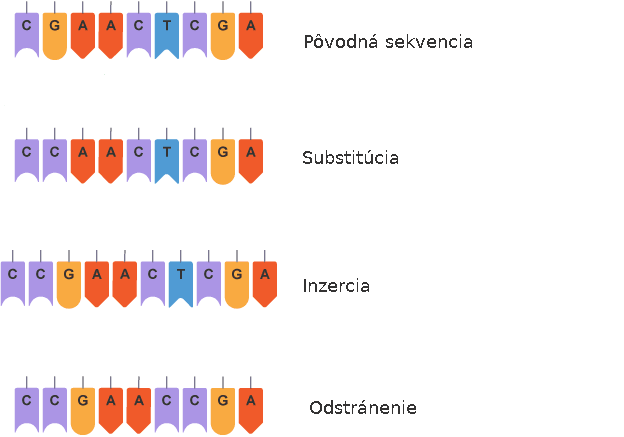 C G A A C T C G A
Pôvodná sekvencia
C C A A C T C G A
Substitúcia
C C G A A C T C G A
Inzercia
C C G A A C C G A
Odstránenie